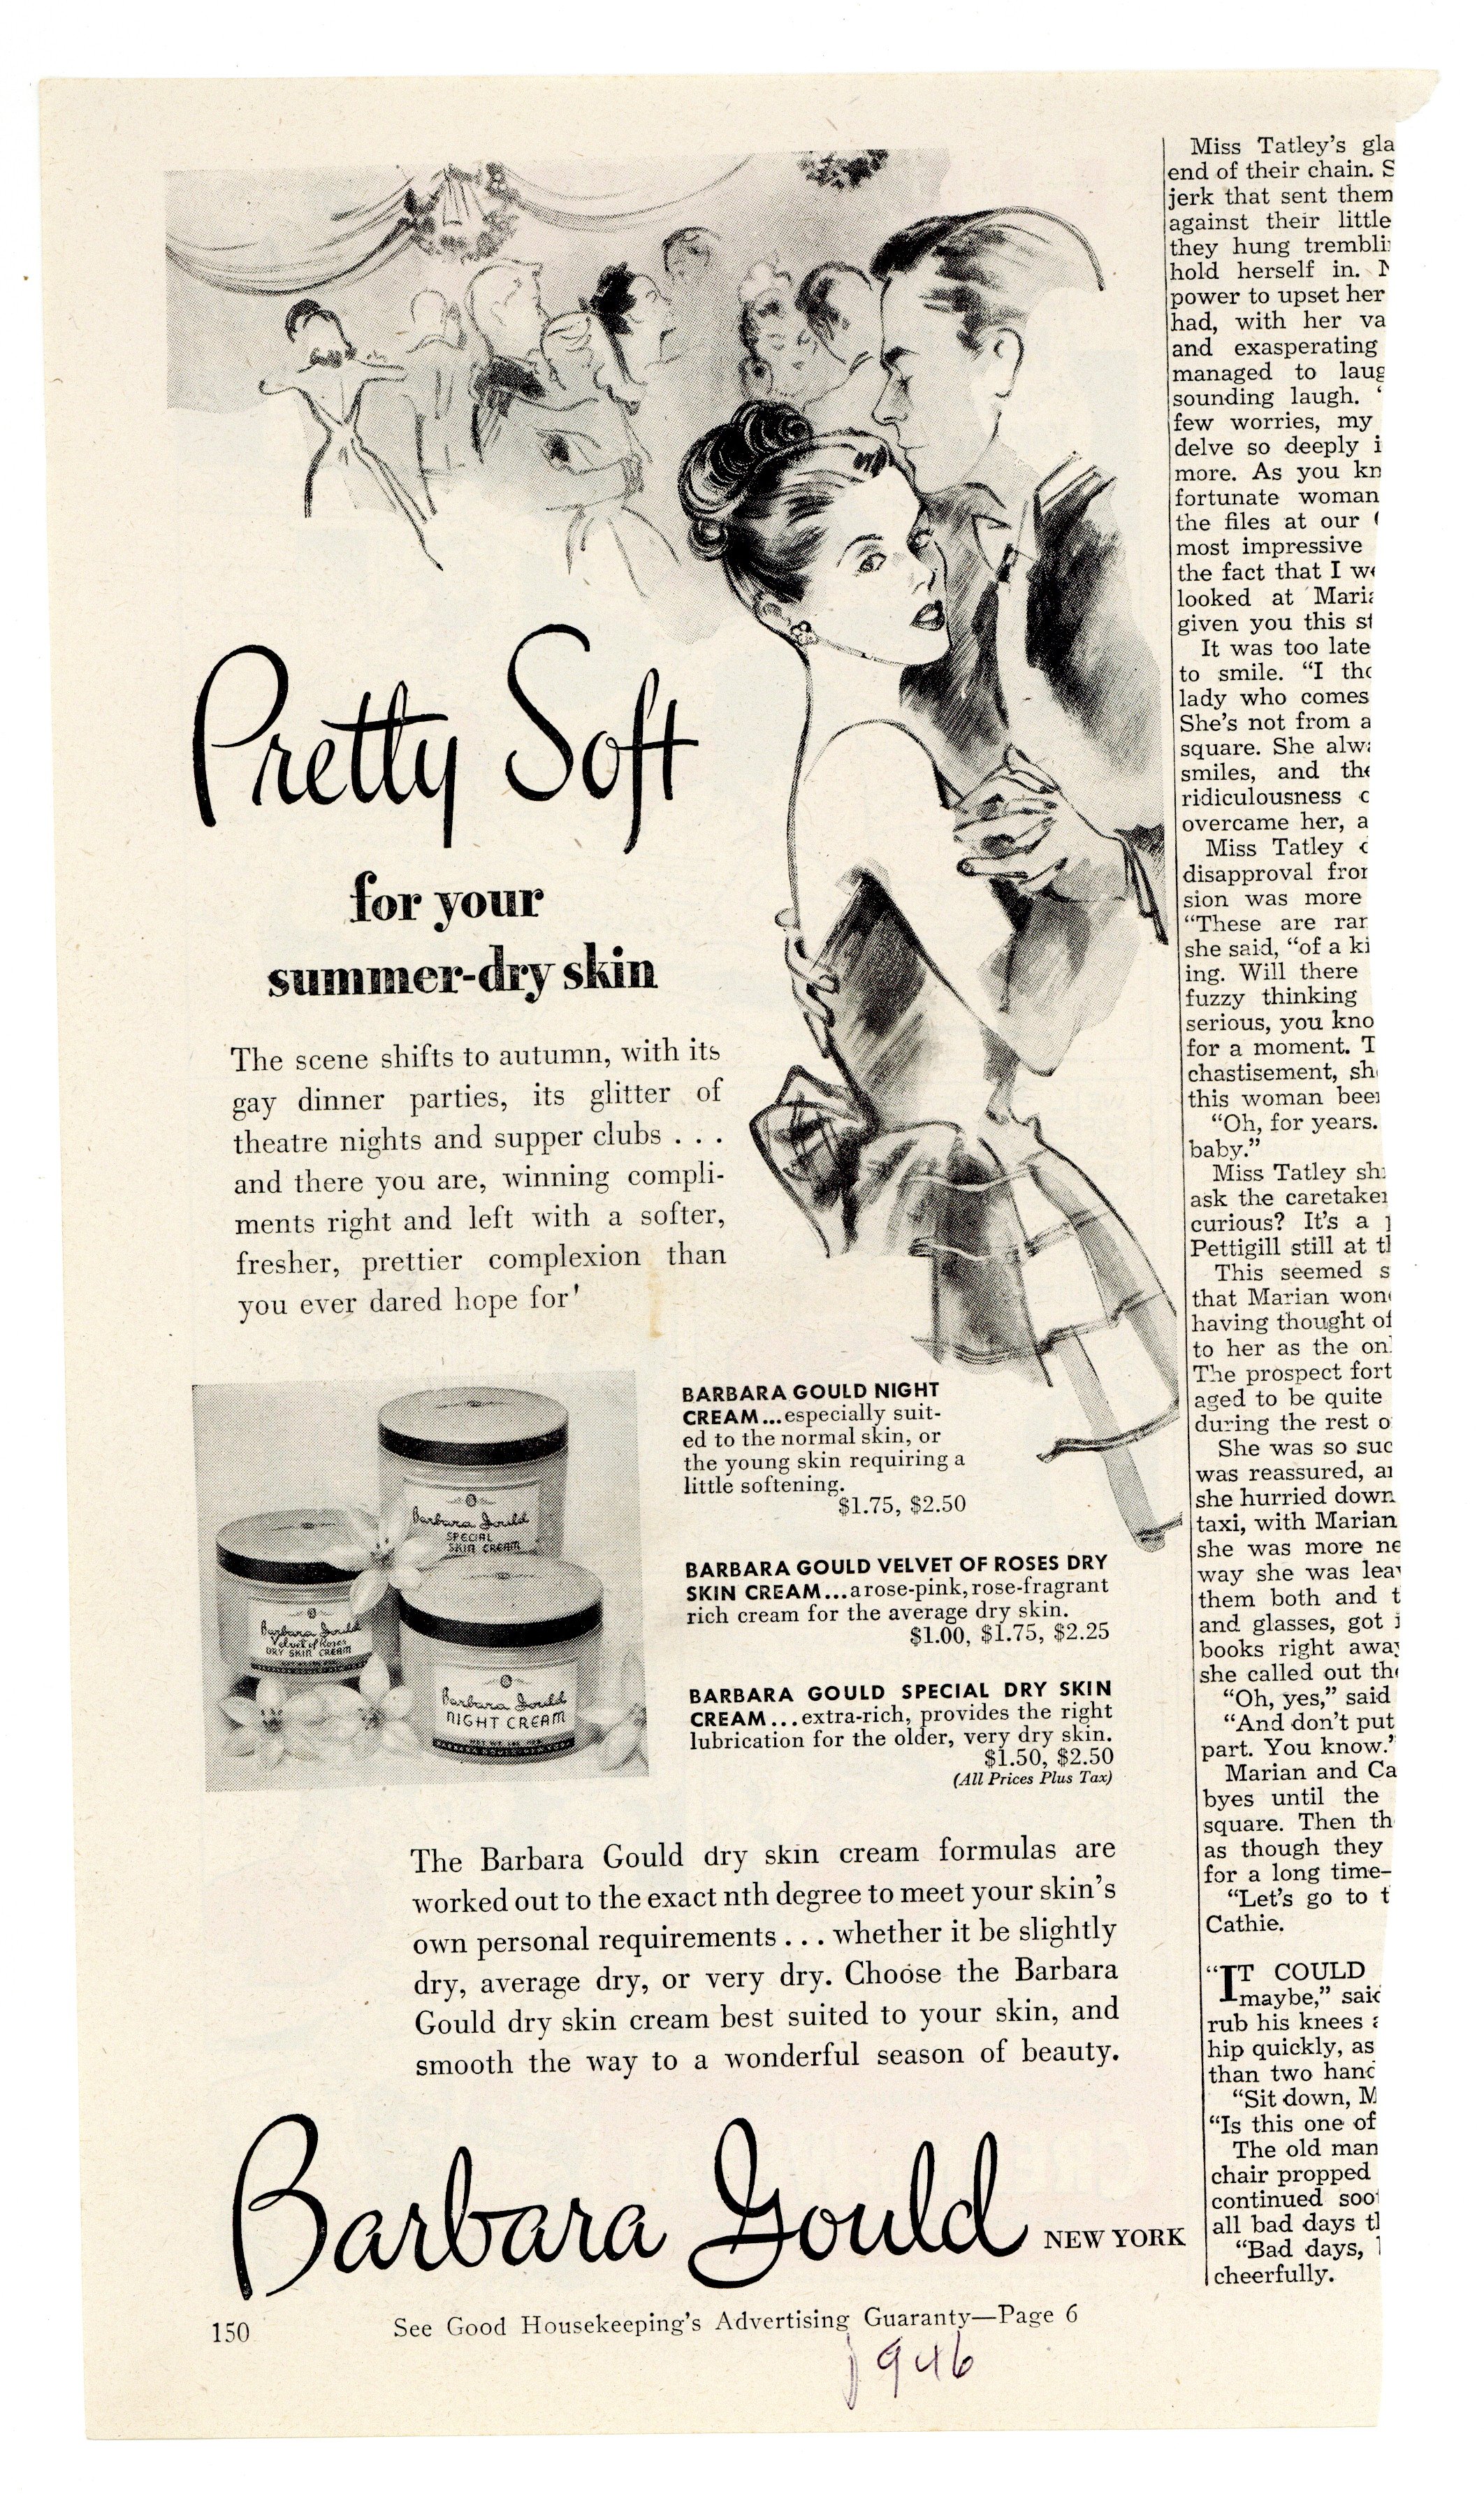 Pretty Soft
for your
summer-dry skin
The scene shifts to autumn, with its
gay dinner parties, its glitter of
theatre nights and supper clubs . . .
and there you are, winning compli-
ments right and left with a softer,
fresher, prettier complexion than
you ever dared hope for'
Barbara Gould
SPECIAL
SKIN CREAM
Barbara Gould
Velvet of Roses
DRY SKIN CREAM
Barbara Gould
NIGHT CREAM
BARBARA GOULD NIGHT
CREAM...especially suit-
ed to the normal skin, or
the young skin requiring a
little softening.
$1.75, $2.50
BARBARA GOULD VELVET OF ROSES DRY
SKIN CREAM...a rose-pink, rose-fragrant
rich cream for the average dry skin.
$1.00, $1.75, $2.25
BARBARA GOULD SPECIAL DRY SKIN
CREAM...extra-rich, provides the right
lubrication for the older, very dry skin.
$1.50, $2.50
(All Prices Plus Tax)
The Barbara Gould dry skin cream formulas are
worked out to the exact nth degree to meet your skin's
own personal requirements . . . whether it be slightly
dry, average dry, or very dry. Choose the Barbara
Gould dry skin cream best suited to your skin, and
smooth the way to a wonderful season of beauty.
Barbara Gould NEW YORK
150
See Good Housekeeping's Advertising Guaranty—Page 6
1946
Miss Tatley's
end of their chain.
jerk that sent them
against their little
they hung
hold herself in.
power to upset her
had, with her
and exasperating
managed to
sounding laugh.
few worries, my
delve so deeply
more. As you
fortunate woman
the files at our
most impressive
the fact that I
looked at
given you this
It was too late
to smile. “I
lady who comes
She's not from a
square. She
smiles, and
ridiculousness
overcame her, a
Miss Tatley
disapproval
sion was more
“These are
she said, “of a
ing. Will there
fuzzy thinking
serious, you
for a moment.
chastisement,
this woman
“Oh, for years.
baby.”
Miss Tatley
ask the
curious? It's a
Pettigill still at
This seemed
that Marian
having thought
to her as the
The prospect
aged to be quite
during the rest
She was so
was reassured,
she hurried down
taxi, with Marian
she was more
way she was
them both and
and glasses, got
books right
she called out
“Oh, yes,” said
“And don't put
part. You know.”
Marian and
byes until the
square. Then
as though they
for a long time—
“Let's go to
Cathie.
“IT COULD
maybe,”
rub his knees
hip quickly, as
than two
“Sit down,
“Is this one of
The old man
chair propped
continued
all bad days
“Bad days,
cheerfully.